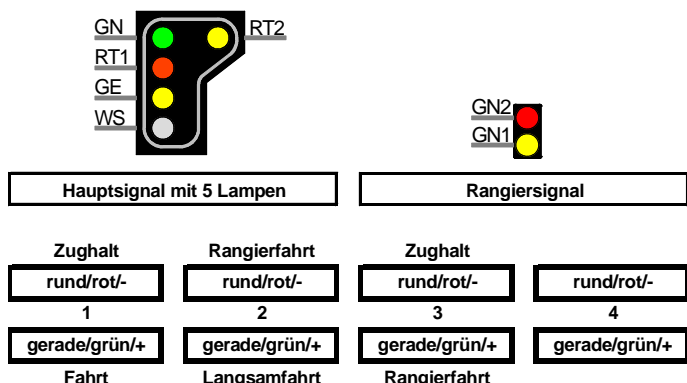 GN RT2
RT1
GE
WS
GN2
GN1
Hauptsignal mit 5 Lampen Rangiersignal
Zughalt Rangierfahrt Zughalt
rund/rot/- rund/rot/- rund/rot/- rund/rot/-
1 2 3 4
gerade/grün/+ gerade/grün/+ gerade/grün/+ gerade/grün/+
Fahrt Langsamfahrt Rangierfahrt